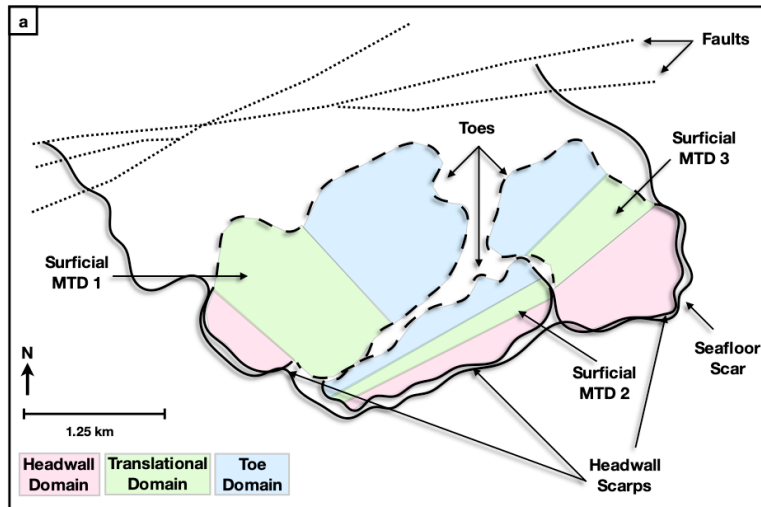 a
Faults
Toes
Surficial
MTD 3
Surficial
MTD 1
N
1.25 km
Seafloor
Scar
Surficial
MTD 2
Headwall
Scarps
Headwall
Domain
Translational
Domain
Toe
Domain